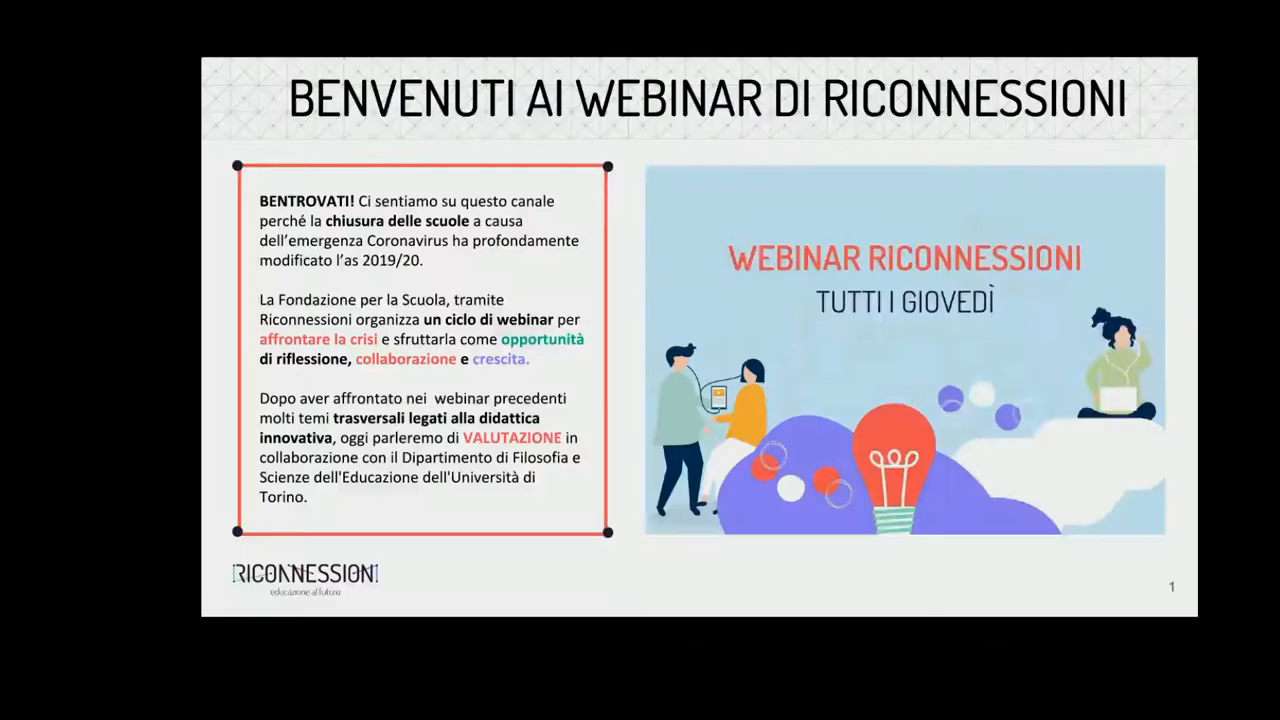 BENVENUTI AI WEBINAR DI RICONNESSIONI
BENTROVATI! Ci sentiamo su questo canale
perché la chiusura delle scuole a causa
dell'emergenza Coronavirus ha profondamente
modificato l'as 2019/20.
La Fondazione per la Scuola, tramite
Riconnessioni organizza un ciclo di webinar per
affrontare la crisi e sfruttarla come opportunità
di riflessione, collaborazione e crescita.
Dopo aver affrontato nei webinar precedenti
molti temi trasversali legati alla didattica
innovativa, oggi parleremo di VALUTAZIONE in
collaborazione con il Dipartimento di Filosofia e
Scienze dell'Educazione dell'Università di
Torino.
WEBINAR RICONNESSIONI
TUTTI I GIOVEDÌ
RICONNESSIONI
educazione al futuro
1